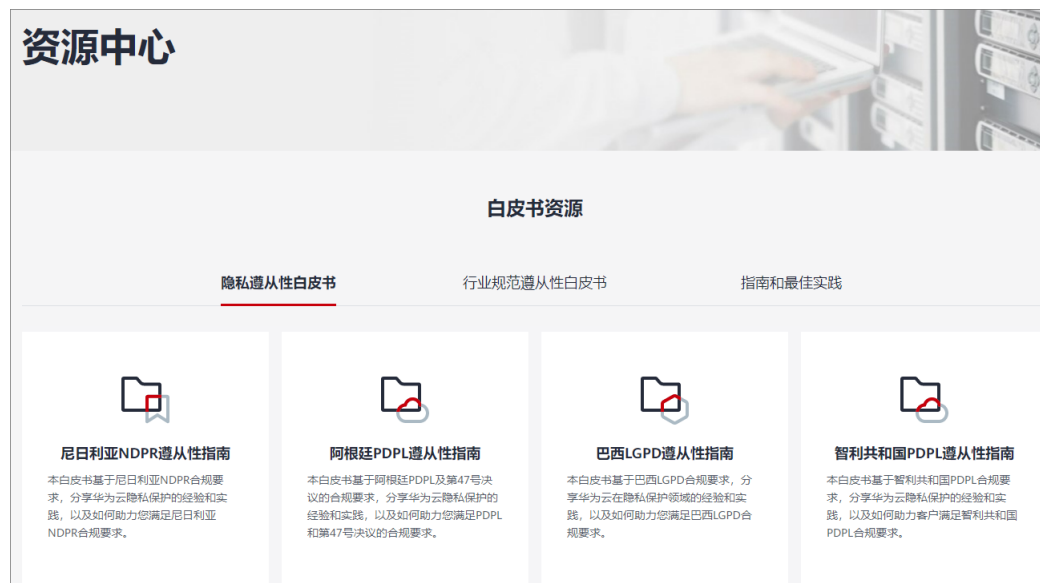 资源中心
白皮书资源
隐私遵从性白皮书
行业规范遵从性白皮书
指南和最佳实践
尼日利亚NDPR遵从性指南
本白皮书基于尼日利亚NDPR合规要
求，分享华为云隐私保护的经验和实
践，以及如何助力您满足尼日利亚
NDPR合规要求。
阿根廷PDPL遵从性指南
本白皮书基于阿根廷PDPL及第47号决
议的合规要求，分享华为云隐私保护的
经验和实践，以及如何助力您满足PDPL
和第47号决议的合规要求。
巴西LGPD遵从性指南
本白皮书基于巴西LGPD合规要求，分
享华为云在隐私保护领域的经验和实
践，以及如何助力您满足巴西LGPD合
规要求。
智利共和国PDPL遵从性指南
本白皮书基于智利共和国PDPL合规要
求，分享华为云隐私保护的经验和实
践，以及如何助力客户满足智利共和国
PDPL合规要求。